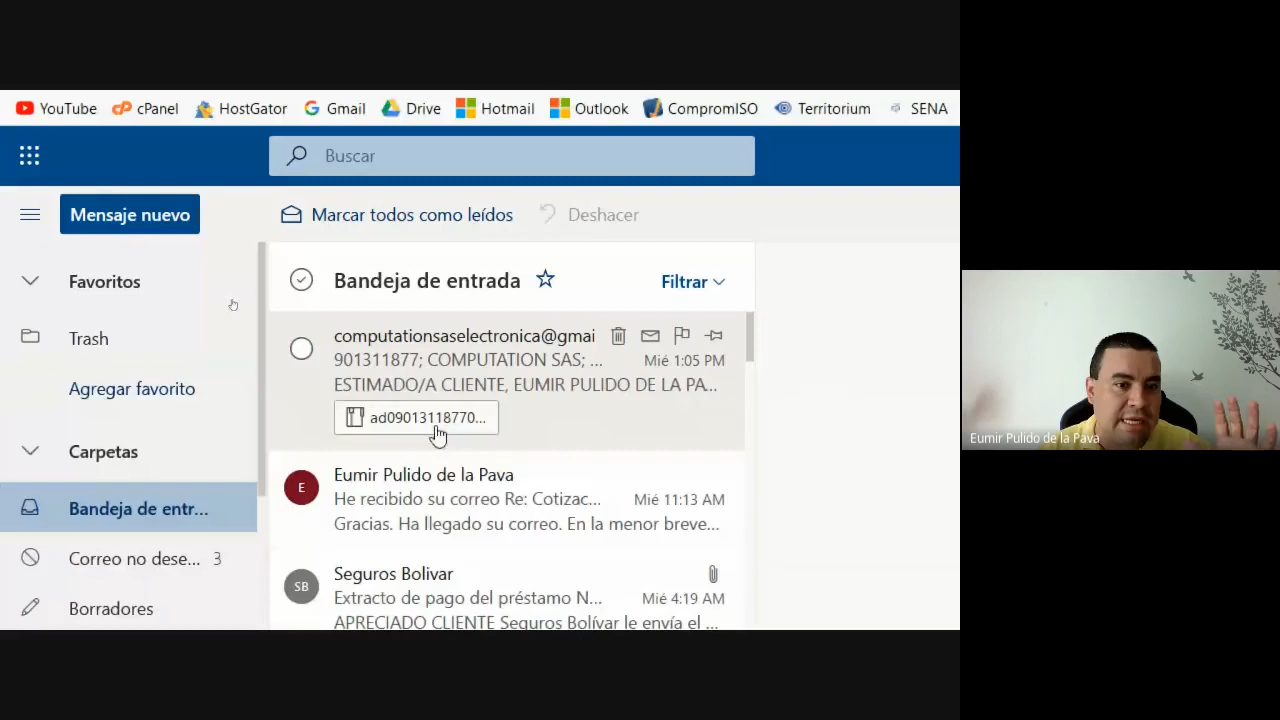 YouTube cPanel HostGator Gmail Drive Hotmail Outlook CompromISO Territorium SENA
Buscar
Mensaje nuevo
Marcar todos como leídos Deshacer
Favoritos
Trash
Agregar favorito
Carpetas
Bandeja de entr...
Correo no dese... 3
Borradores
Bandeja de entrada Filtrar
computationsaselectronica@gmai
901311877; COMPUTATION SAS; ... Mié 1:05 PM
ESTIMADO/A CLIENTE, EUMIR PULIDO DE LA PA...
ad09013118770...
E
Eumir Pulido de la Pava
He recibido su correo Re: Cotizac... Mié 11:13 AM
Gracias. Ha llegado su correo. En la menor breve...
SB
Seguros Bolivar
Extracto de pago del préstamo N... Mié 4:19 AM
APRECIADO CLIENTE Seguros Bolívar le envía el ...
Eumir Pulido de la Pava